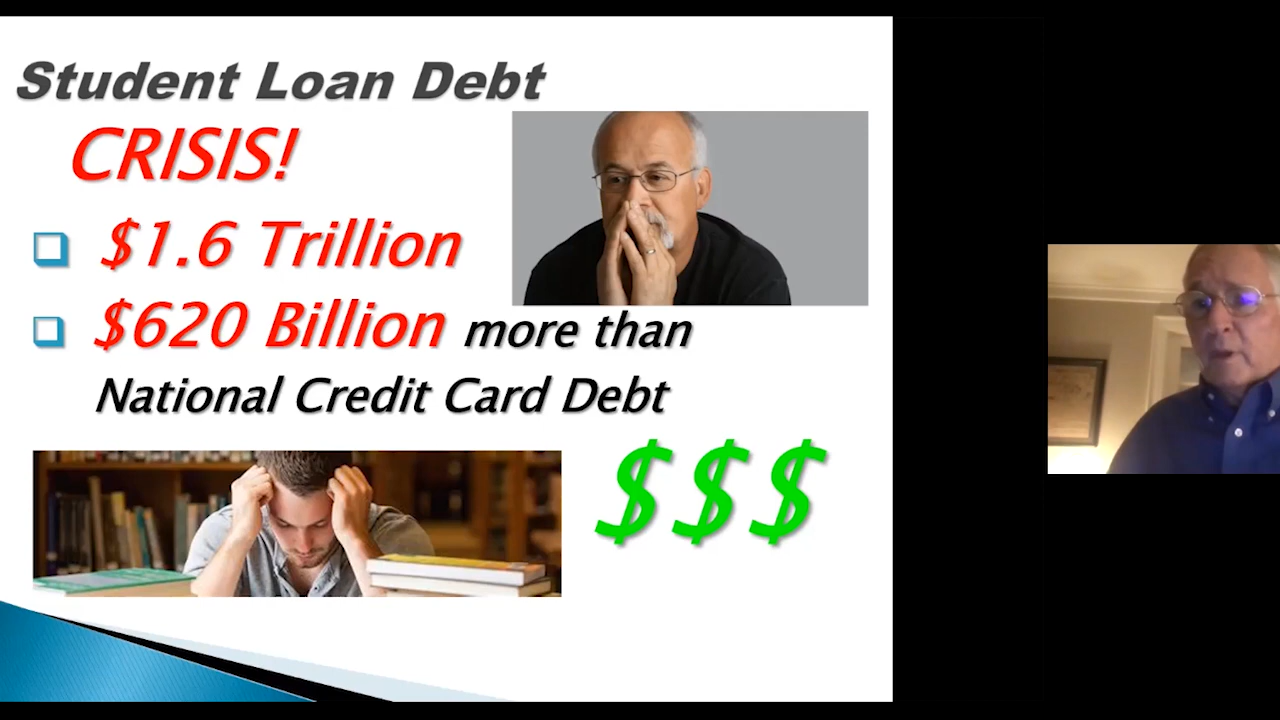 Student Loan Debt
CRISIS!
$1.6 Trillion
$620 Billion more than
National Credit Card Debt
$$$